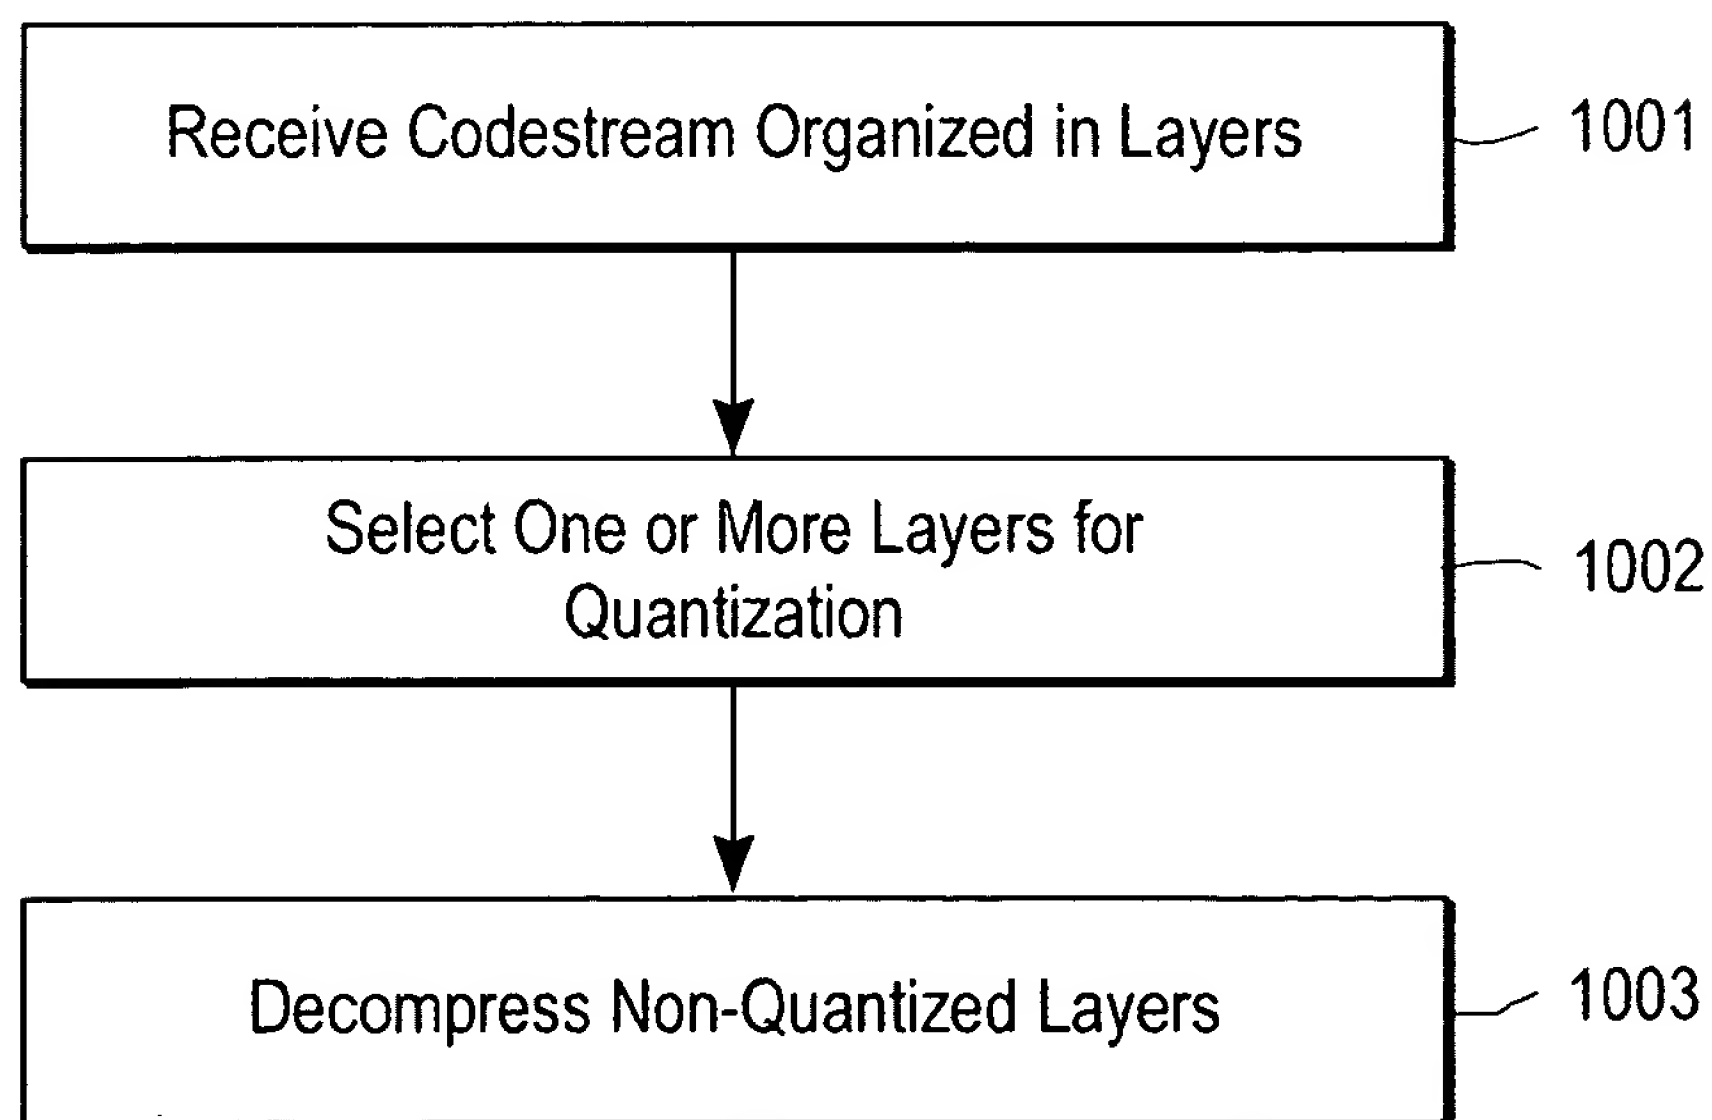 Receive Codestream Organized in Layers
1001
Select One or More Layers for
Quantization
1002
Decompress Non-Quantized Layers
1003